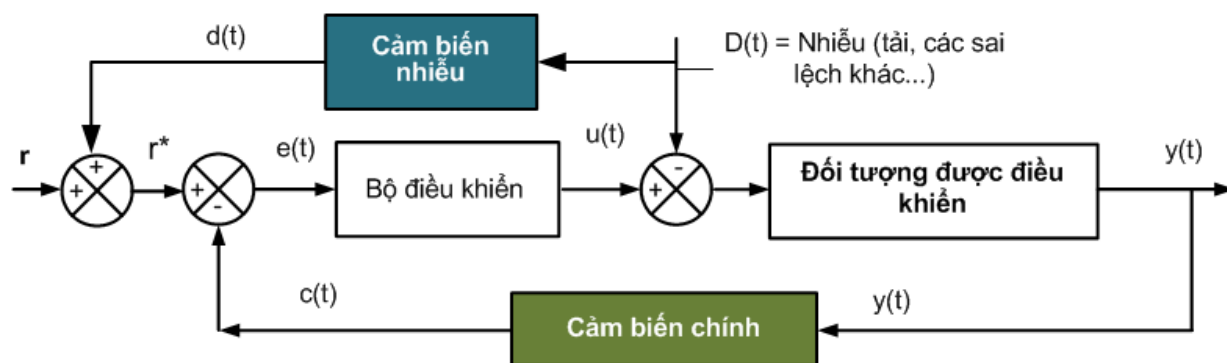 d(t)
Cảm biến
nhiễu
D(t) = Nhiễu (tải, các sai
lệch khác...)
r
+
+
r*
+
-
e(t)
Bộ điều khiển
u(t)
-
+
Đối tượng được điều
khiển
y(t)
c(t)
Cảm biến chính
y(t)